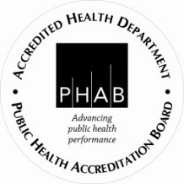 • ACCREDITED HEALTH DEPARTMENT •
PUBLIC HEALTH ACCREDITATION BOARD
PHAB
Advancing
public health
performance